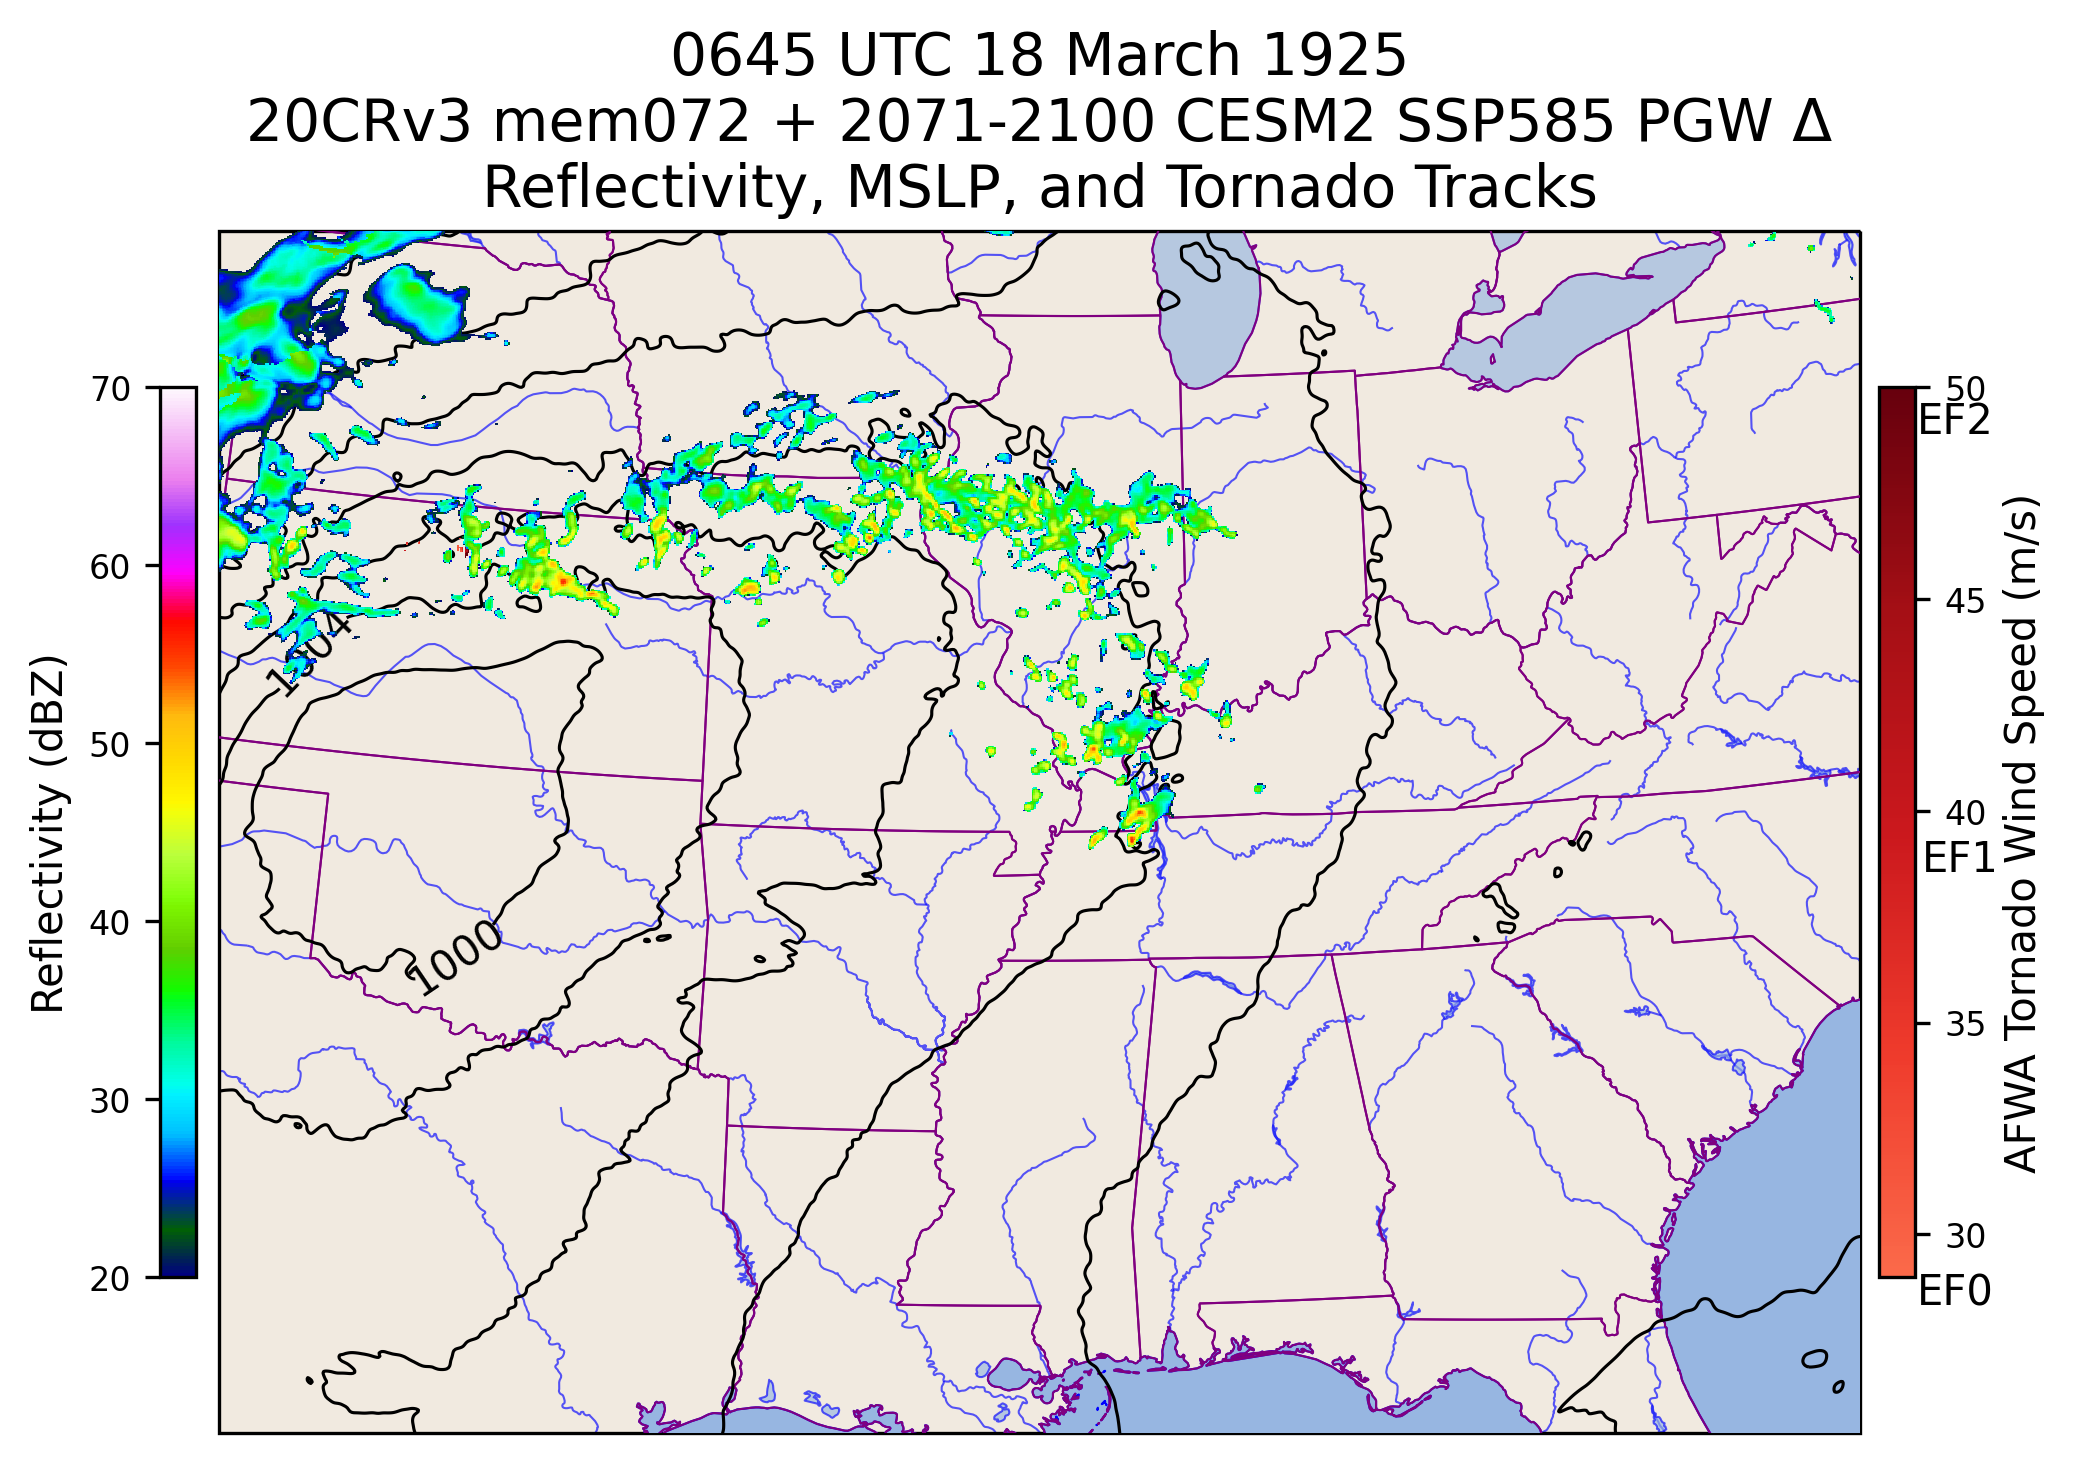 0645 UTC 18 March 1925
20CRv3 mem072 + 2071-2100 CESM2 SSP585 PGW Δ
Reflectivity, MSLP, and Tornado Tracks
70
60
50
40
30
20
Reflectivity (dBZ)
1004
1000
50
EF2
45
40
EF1
35
30
EF0
AFWA Tornado Wind Speed (m/s)